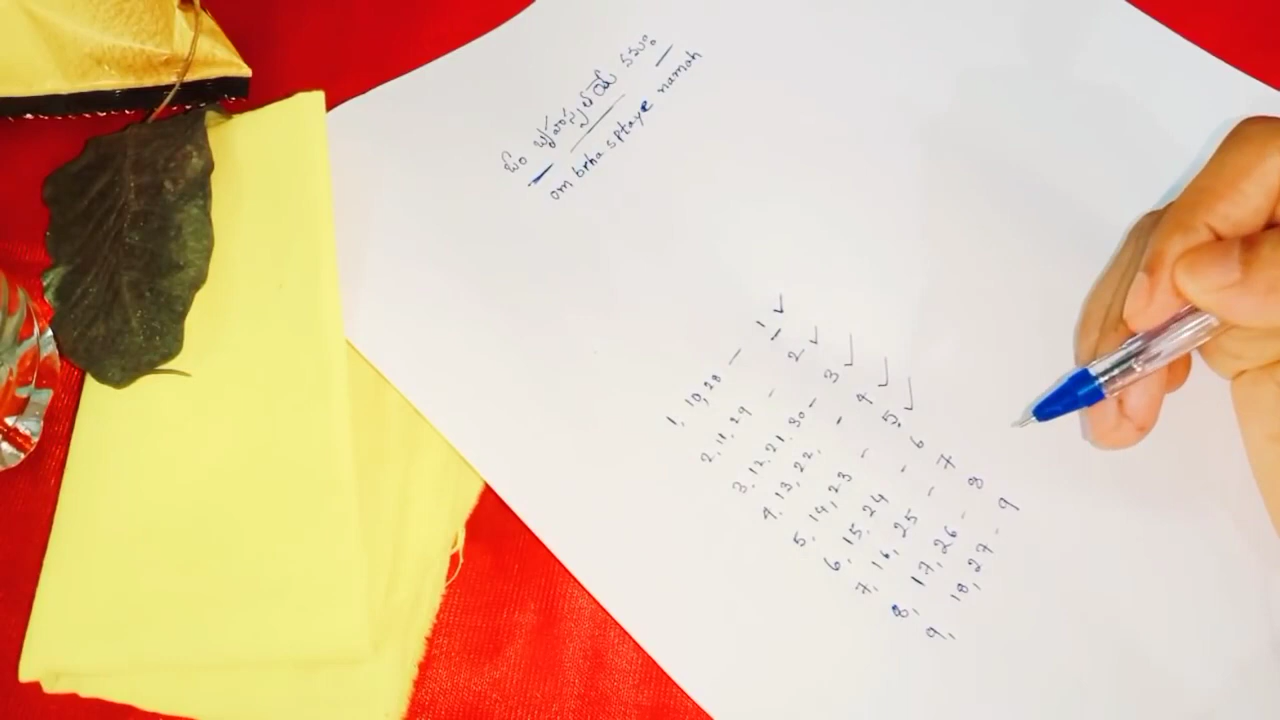 ఓం బృహస్పతయే నమః
om brhasptaye namah
1, 10, 28 - 1
2, 11, 29 - 2
3, 12, 21, 30 - 3
4, 13, 22, - 4
5, 14, 23 - 5
6, 15, 24 - 6
7, 16, 25 - 7
8, 17, 26 - 8
9, 18, 27 - 9